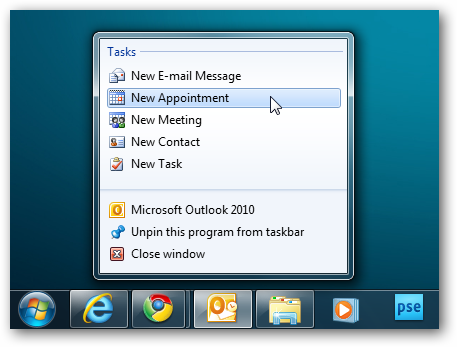 Tasks
New E-mail Message
New Appointment
New Meeting
New Contact
New Task
Microsoft Outlook 2010
Unpin this program from taskbar
Close window
pse